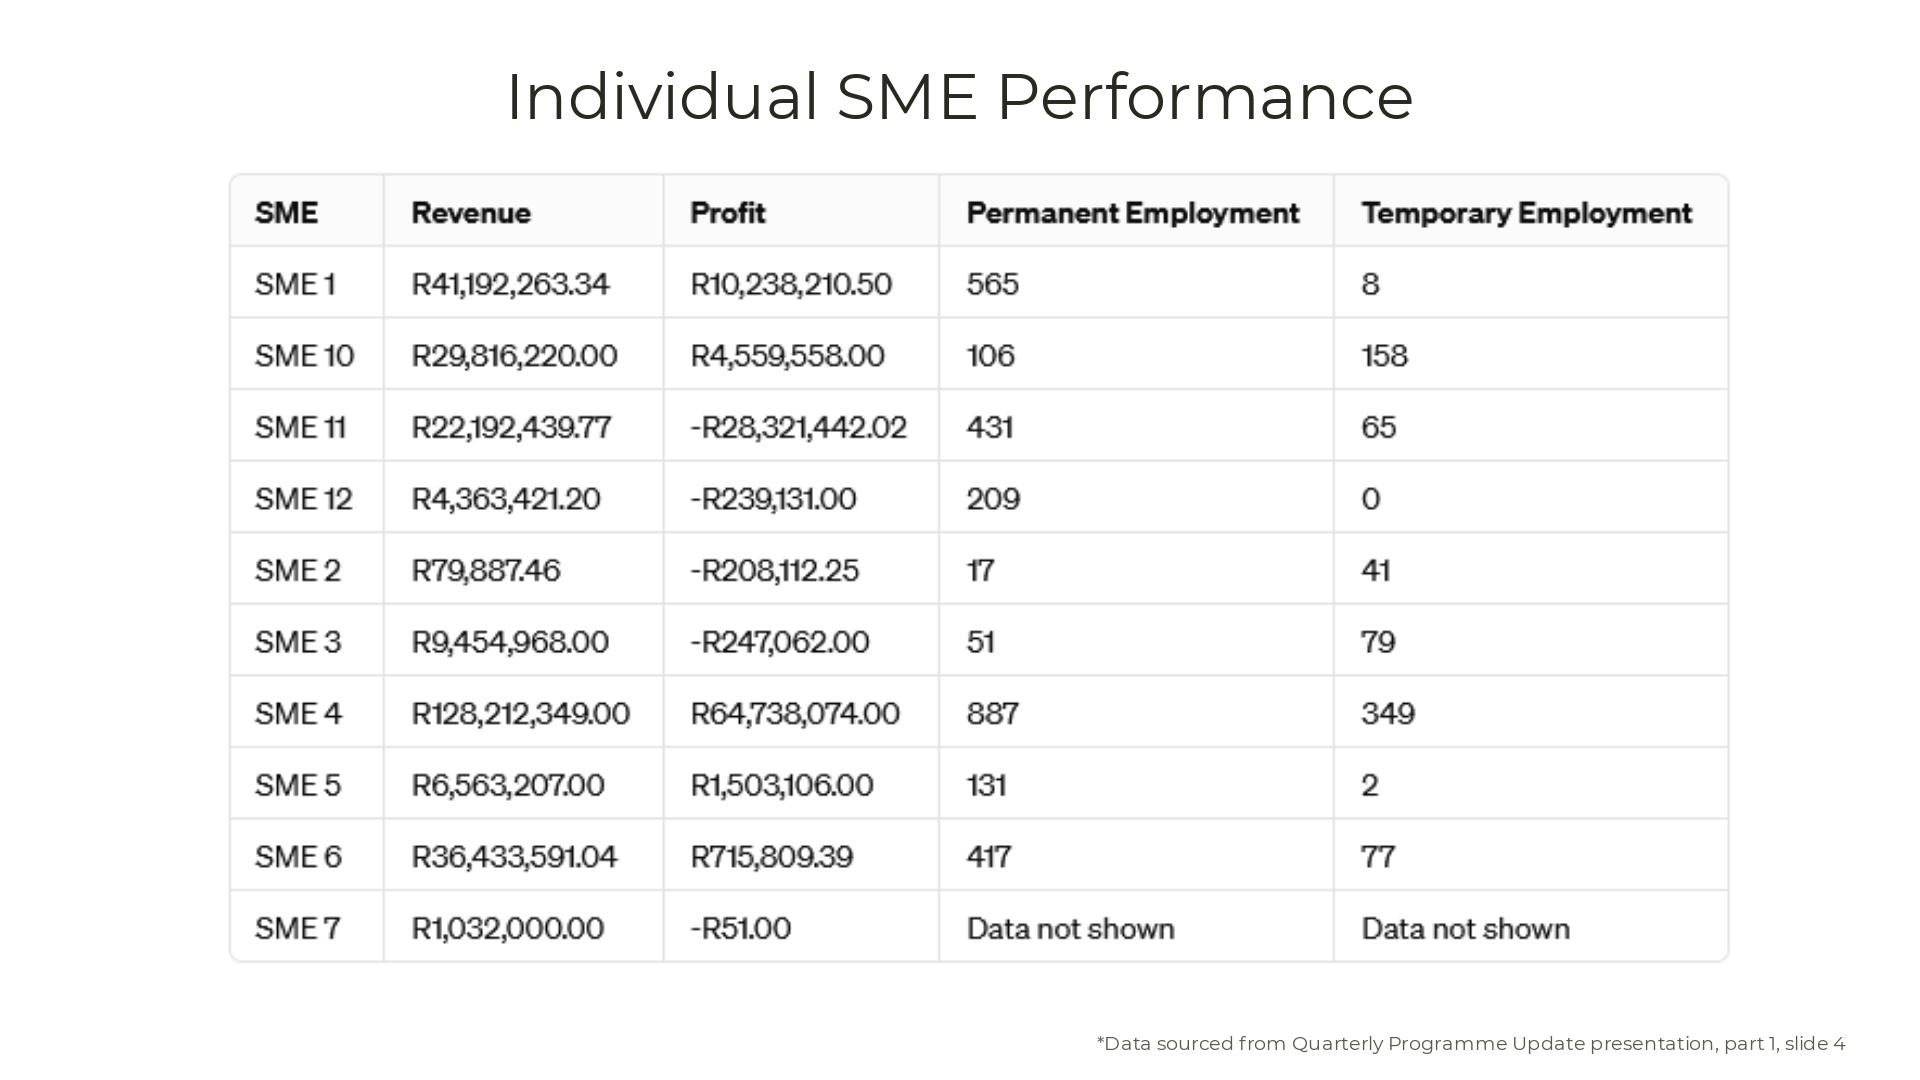 Individual SME Performance
SME Revenue Profit Permanent Employment Temporary Employment
SME 1 R41,192,263.34 R10,238,210.50 565 8
SME 10 R29,816,220.00 R4,559,558.00 106 158
SME 11 R22,192,439.77 -R28,321,442.02 431 65
SME 12 R4,363,421.20 -R239,131.00 209 0
SME 2 R79,887.46 -R208,112.25 17 41
SME 3 R9,454,968.00 -R247,062.00 51 79
SME 4 R128,212,349.00 R64,738,074.00 887 349
SME 5 R6,563,207.00 R1,503,106.00 131 2
SME 6 R36,433,591.04 R715,809.39 417 77
SME 7 R1,032,000.00 -R51.00 Data not shown Data not shown
*Data sourced from Quarterly Programme Update presentation, part 1, slide 4